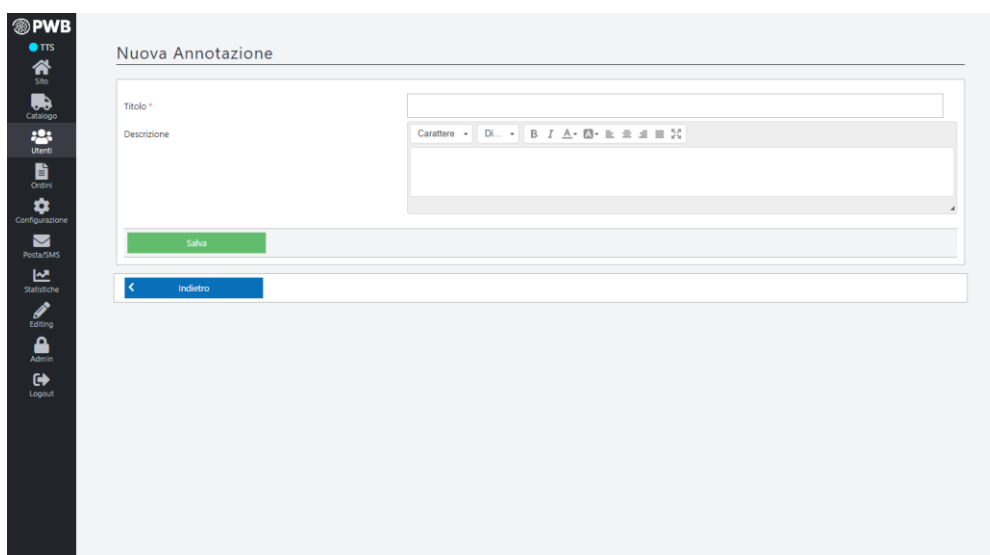 PWB
TTS
Sito
Catalogo
Utenti
Ordini
Configurazione
Posta/SMS
Statistiche
Editing
Admin
Logout
Nuova Annotazione
Titolo *
Descrizione
Carattere
Di...
B I A A
Salva
Indietro